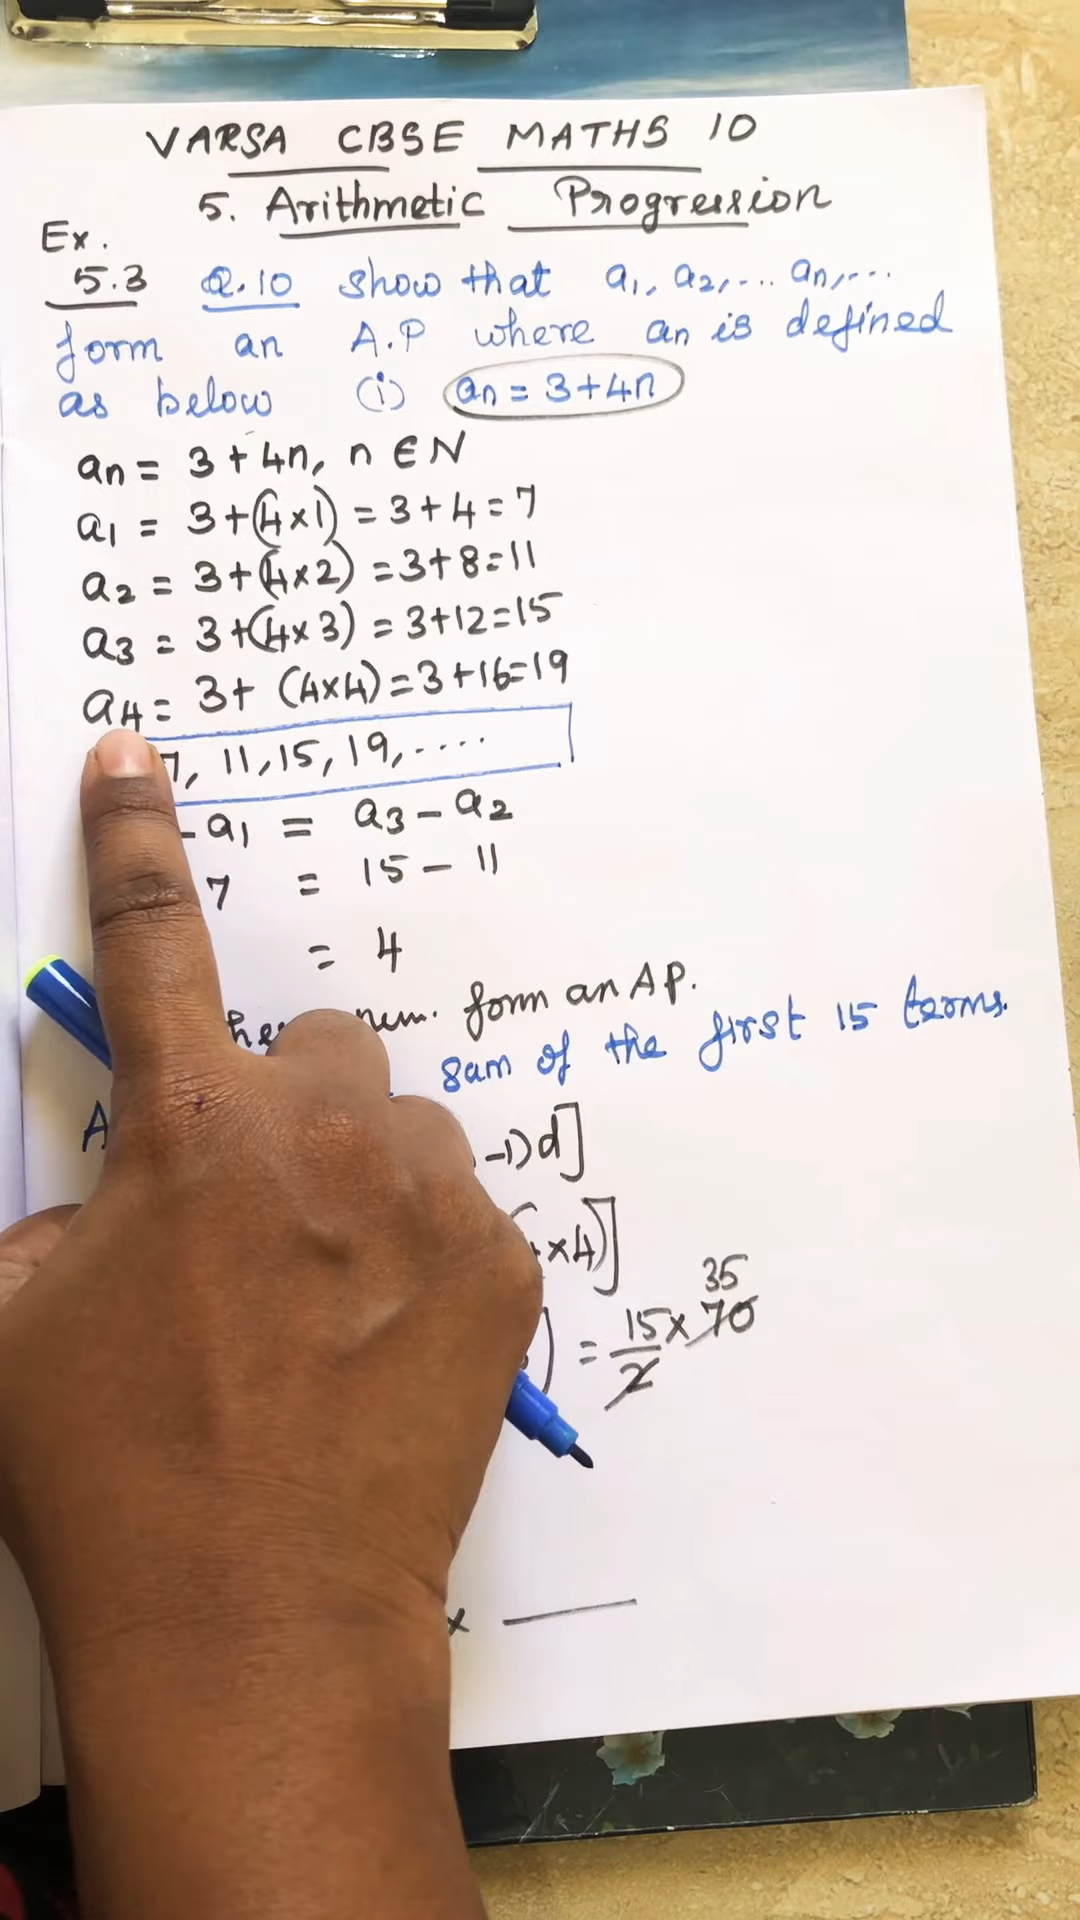 VARSA CBSE MATHS 10
5. Arithmetic Progression
Ex.
5.3 Q.10 show that a1, a2, ... an, ...
form an A.P where an is defined
as below (i) an = 3+4n
an = 3+4n, n ∈ N
a1 = 3+(4×1) = 3+4 = 7
a2 = 3+(4×2) = 3+8 = 11
a3 = 3+(4×3) = 3+12 = 15
a4 = 3+ (4×4) = 3+16 = 19
7, 11, 15, 19, ....
- a1 = a3 - a2
7 = 15 - 11
= 4
form an AP.
sum of the first 15 terms.
A
-1)d]
×4)]
35
) = 15/2 × 70
×